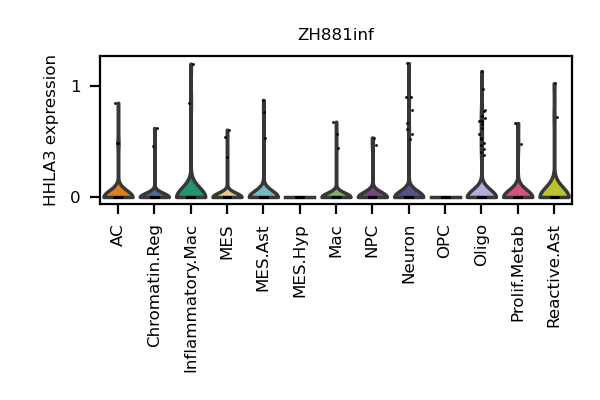 ZH881inf
HHLA3 expression
1
0
AC
Chromatin.Reg
Inflammatory.Mac
MES
MES.Ast
MES.Hyp
Mac
NPC
Neuron
OPC
Oligo
Prolif.Metab
Reactive.Ast